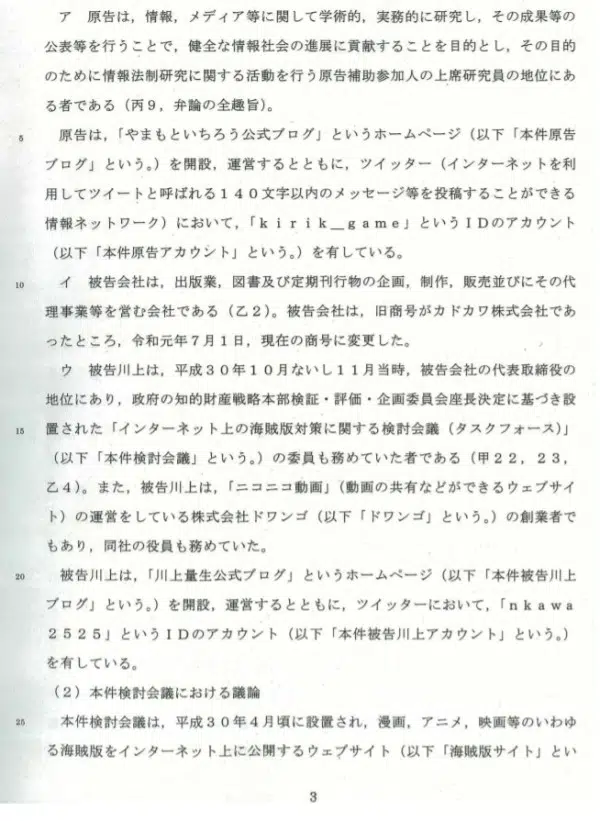 ア　原告は，情報，メディア等に関して学術的，実務的に研究し，その成果等の
公表等を行うことで，健全な情報社会の進展に貢献することを目的とし，その目的
のために情報法制研究に関する活動を行う原告補助参加人の上席研究員の地位にあ
る者である（丙９，弁論の全趣旨）。
5　原告は，「やまもといちろう公式ブログ」というホームページ（以下「本件原告
ブログ」という。）を開設，運営するとともに，ツイッター（インターネットを利
用してツイートと呼ばれる１４０文字以内のメッセージ等を投稿することができる
情報ネットワーク）において，「ｋｉｒｉｋ＿ｇａｍｅ」というＩＤのアカウント
（以下「本件原告アカウント」という。）を有している。
10　イ　被告会社は，出版業，図書及び定期刊行物の企画，制作，販売並びにその代
理事業等を営む会社である（乙２）。被告会社は，旧商号がカドカワ株式会社であ
ったところ，令和元年７月１日，現在の商号に変更した。
ウ　被告川上は，平成３０年１０月ないし１１月当時，被告会社の代表取締役の
地位にあり，政府の知的財産戦略本部検証・評価・企画委員会座長決定に基づき設
15　置された「インターネット上の海賊版対策に関する検討会議（タスクフォース）」
（以下「本件検討会議」という。）の委員も務めていた者である（甲２２，２３，
乙４）。また，被告川上は，「ニコニコ動画」（動画の共有などができるウェブサイ
ト）の運営をしている株式会社ドワンゴ（以下「ドワンゴ」という。）の創業者で
もあり，同社の役員も務めていた。
20　被告川上は，「川上量生公式ブログ」というホームページ（以下「本件被告川上
ブログ」という。）を開設，運営するとともに，ツイッターにおいて，「ｎｋａｗａ
２５２５」というＩＤのアカウント（以下「本件被告川上アカウント」という。）
を有している。
（２）本件検討会議における議論
25　本件検討会議は，平成３０年４月頃に設置され，漫画，アニメ，映画等のいわゆ
る海賊版をインターネット上に公開するウェブサイト（以下「海賊版サイト」とい
3